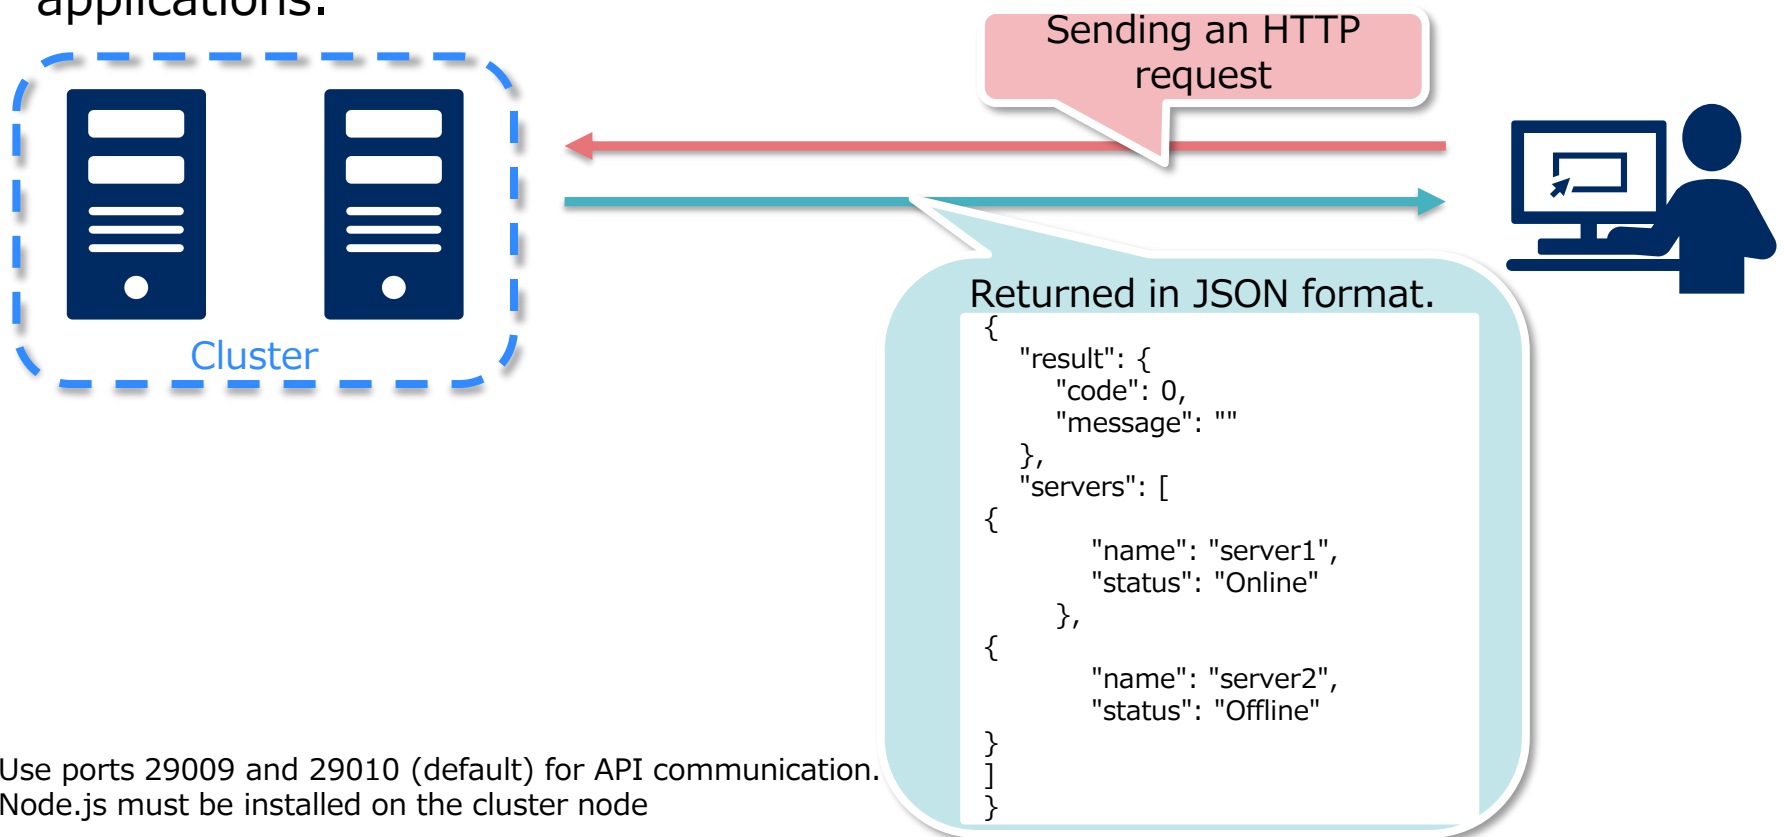 applications.
Sending an HTTP
request
Cluster
Returned in JSON format.
{
"result": {
"code": 0,
"message": ""
},
"servers": [
{
"name": "server1",
"status": "Online"
},
{
"name": "server2",
"status": "Offline"
}
]
}
Use ports 29009 and 29010 (default) for API communication.
Node.js must be installed on the cluster node